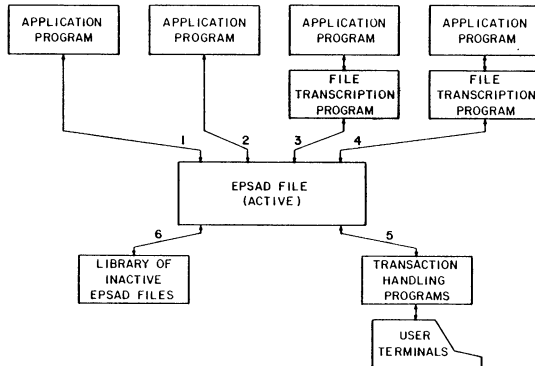 APPLICATION
PROGRAM
APPLICATION
PROGRAM
APPLICATION
PROGRAM
APPLICATION
PROGRAM
FILE
TRANSCRIPTION
PROGRAM
FILE
TRANSCRIPTION
PROGRAM
1
2
3
4
EPSAD FILE
(ACTIVE)
6
5
LIBRARY OF
INACTIVE
EPSAD FILES
TRANSACTION
HANDLING
PROGRAMS
USER
TERMINALS